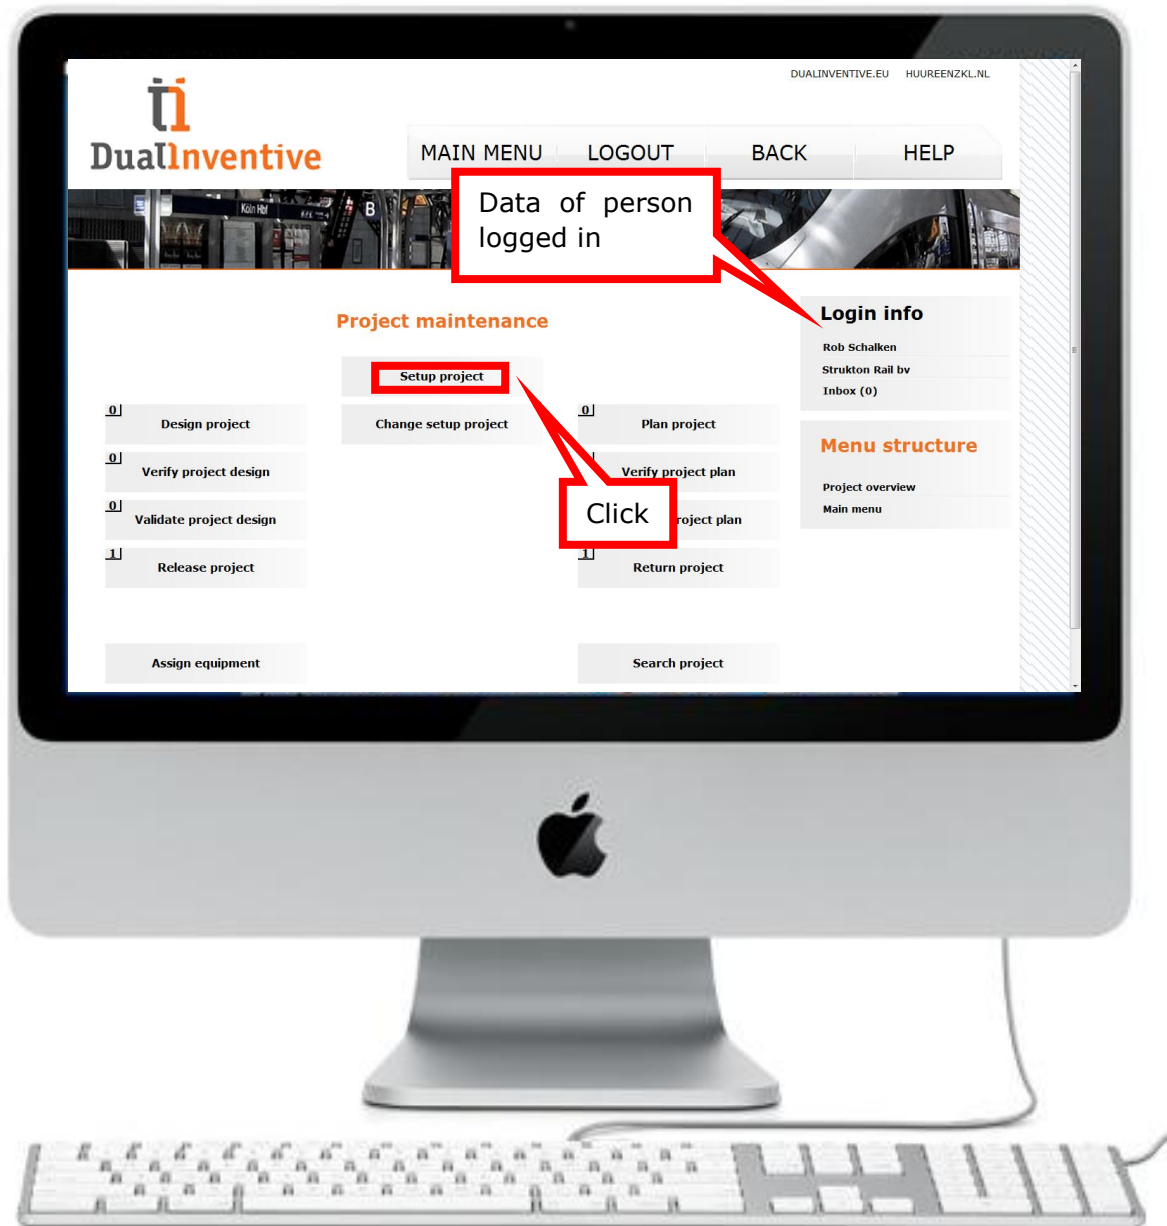 DUALINVENTIVE.EU HUUREENZKL.NL
DualInventive
MAIN MENU LOGOUT BACK HELP
Köln Hbf
B
Data of person
logged in
Project maintenance
Login info
Rob Schalken
Strukton Rail bv
Inbox (0)
Setup project
0 Design project
Change setup project
0 Plan project
Menu structure
0 Verify project design
Verify project plan
Project overview
Main menu
0 Validate project design
Click
roject plan
1 Release project
1 Return project
Assign equipment
Search project